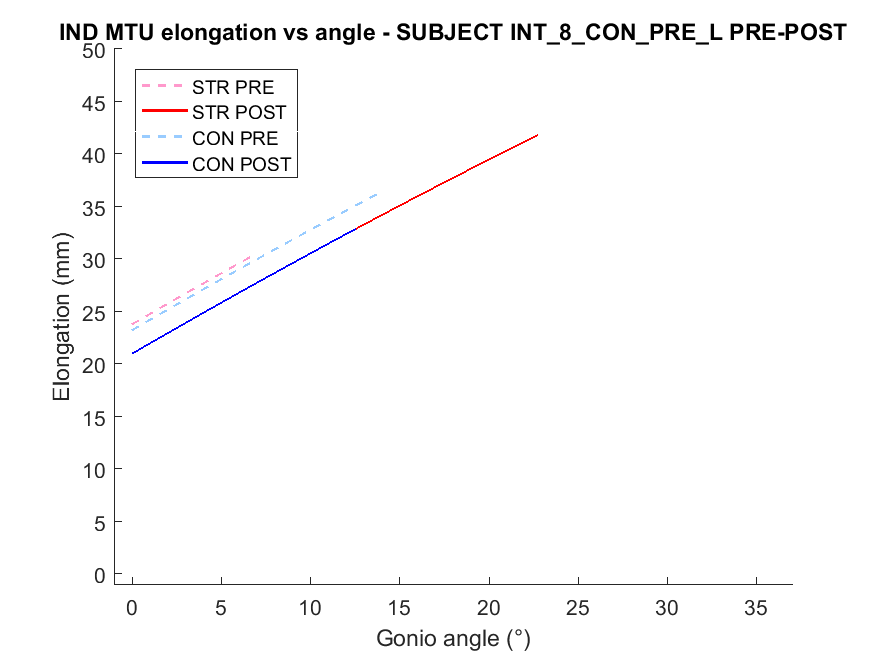 IND MTU elongation vs angle - SUBJECT INT_8_CON_PRE_L PRE-POST
50
45
40
35
30
25
20
15
10
5
0
STR PRE
STR POST
CON PRE
CON POST
Elongation (mm)
0 5 10 15 20 25 30 35
Gonio angle (°)